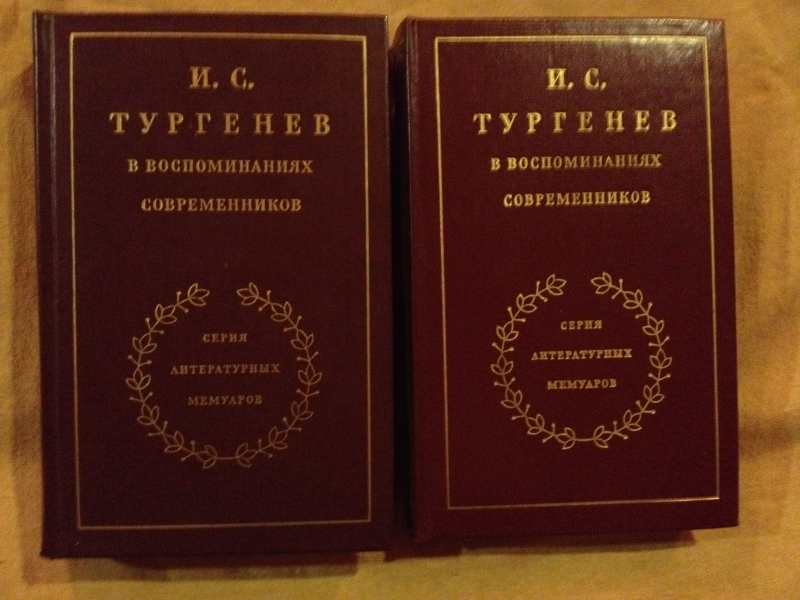 И. С.
ТУРГЕНЕВ
В ВОСПОМИНАНИЯХ
СОВРЕМЕННИКОВ
СЕРИЯ
ЛИТЕРАТУРНЫХ
МЕМУАРОВ
И. С.
ТУРГЕНЕВ
В ВОСПОМИНАНИЯХ
СОВРЕМЕННИКОВ
СЕРИЯ
ЛИТЕРАТУРНЫХ
МЕМУАРОВ